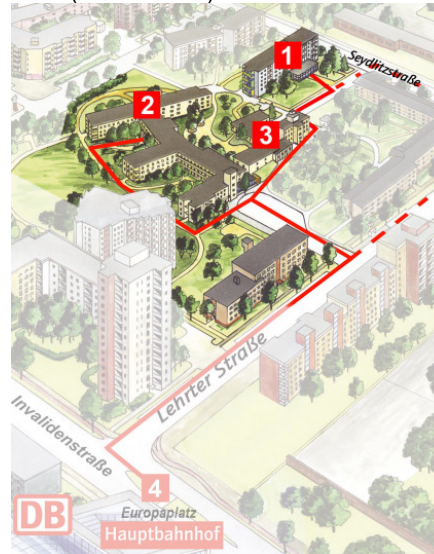 1
Seydlitzstraße
2
3
Lehrter Straße
Invalidenstraße
4
Europaplatz
DB
Hauptbahnhof